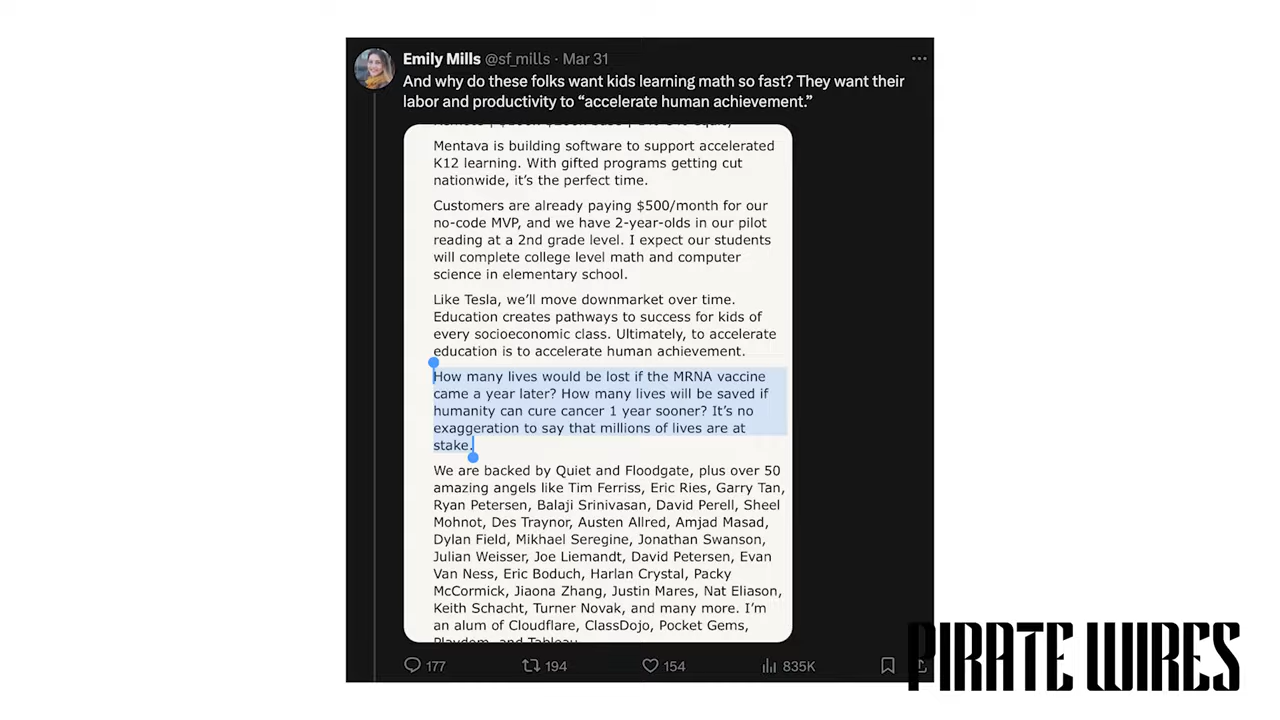 Emily Mills @sf_mills · Mar 31
And why do these folks want kids learning math so fast? They want their
labor and productivity to “accelerate human achievement.”
Mentava is building software to support accelerated
K12 learning. With gifted programs getting cut
nationwide, it’s the perfect time.
Customers are already paying $500/month for our
no-code MVP, and we have 2-year-olds in our pilot
reading at a 2nd grade level. I expect our students
will complete college level math and computer
science in elementary school.
Like Tesla, we’ll move downmarket over time.
Education creates pathways to success for kids of
every socioeconomic class. Ultimately, to accelerate
education is to accelerate human achievement.
How many lives would be lost if the MRNA vaccine
came a year later? How many lives will be saved if
humanity can cure cancer 1 year sooner? It’s no
exaggeration to say that millions of lives are at
stake.
We are backed by Quiet and Floodgate, plus over 50
amazing angels like Tim Ferriss, Eric Ries, Garry Tan,
Ryan Petersen, Balaji Srinivasan, David Perell, Sheel
Mohnot, Des Traynor, Austen Allred, Amjad Masad,
Dylan Field, Mikhael Seregine, Jonathan Swanson,
Julian Weisser, Joe Liemandt, David Petersen, Evan
Van Ness, Eric Boduch, Harlan Crystal, Packy
McCormick, Jiaona Zhang, Justin Mares, Nat Eliason,
Keith Schacht, Turner Novak, and many more. I’m
an alum of Cloudflare, ClassDojo, Pocket Gems,
Playdom, and Tableau
177 194 154 835K
PIRATE WIRES